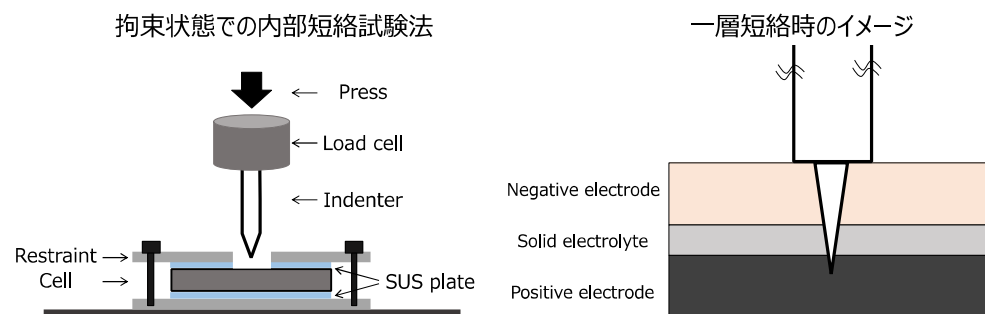 拘束状態での内部短絡試験法
Press
Load cell
Indenter
Restraint
Cell
SUS plate
一層短絡時のイメージ
Negative electrode
Solid electrolyte
Positive electrode